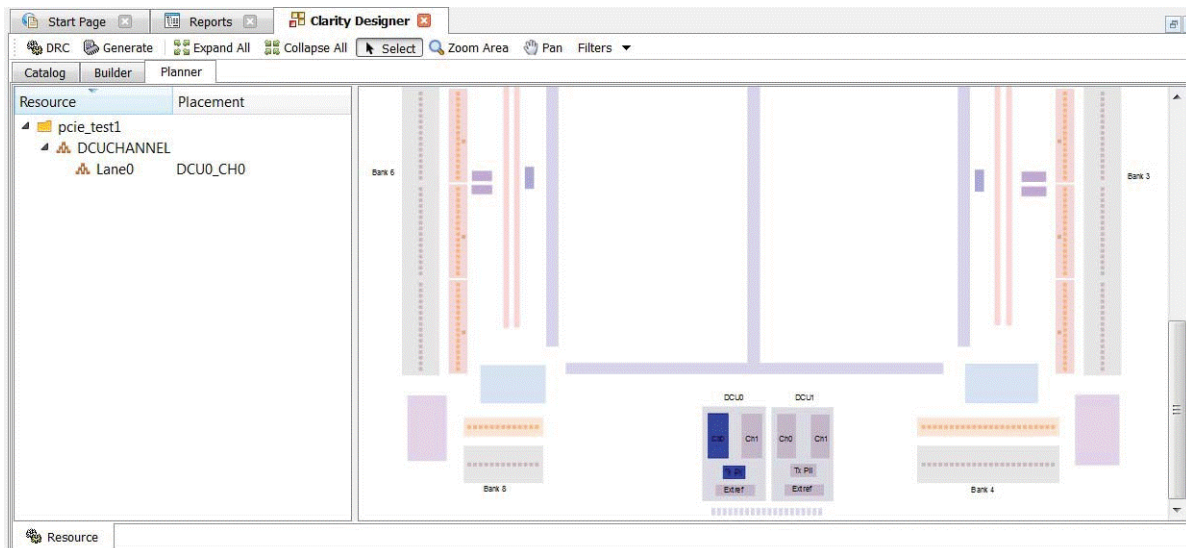 Start Page Reports Clarity Designer
DRC Generate Expand All Collapse All Select Zoom Area Pan Filters
Catalog Builder Planner
Resource Placement
pcie_test1
DCUCHANNEL
Lane0 DCU0_CH0
Bank 6 Bank 3
DCU0 DCU1
Ch1 Ch0 Ch1
Tx Pll
Extref Extref
Bank 8 Bank 4
Resource